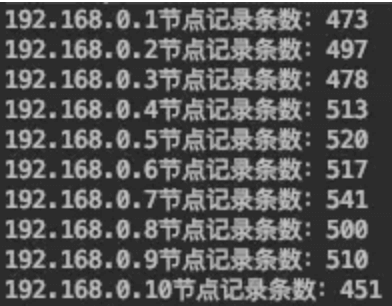 192.168.0.1节点记录条数：473
192.168.0.2节点记录条数：497
192.168.0.3节点记录条数：478
192.168.0.4节点记录条数：513
192.168.0.5节点记录条数：520
192.168.0.6节点记录条数：517
192.168.0.7节点记录条数：541
192.168.0.8节点记录条数：500
192.168.0.9节点记录条数：510
192.168.0.10节点记录条数：451